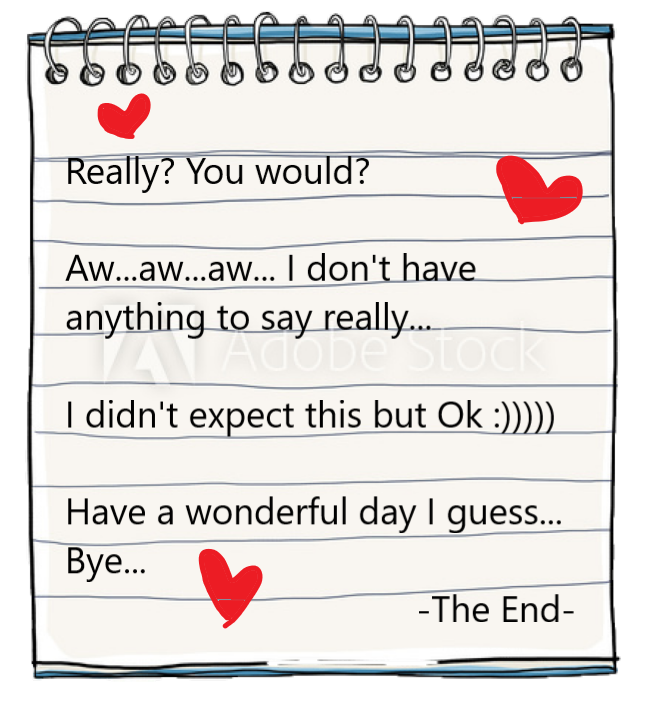 Really? You would?
Aw...aw...aw... I don't have
anything to say really...
Adobe Stock
I didn't expect this but Ok :)))))
Have a wonderful day I guess...
Bye...
-The End-